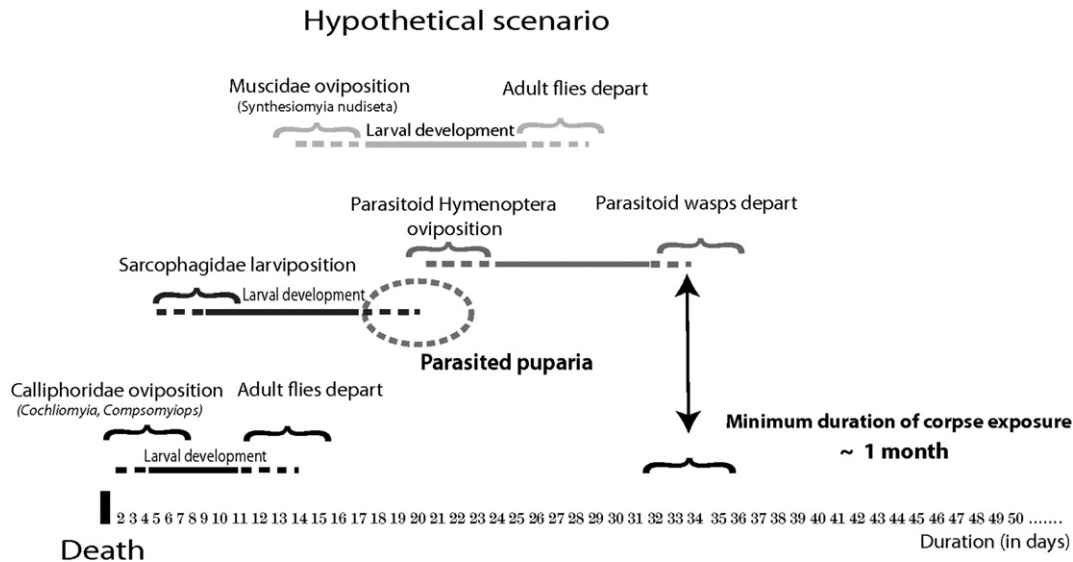 Hypothetical scenario
Muscidae oviposition
(Synthesiomyia nudiseta)
Adult flies depart
Larval development
Parasitoid Hymenoptera
oviposition
Parasitoid wasps depart
Sarcophagidae larviposition
Larval development
Parasited puparia
Calliphoridae oviposition
(Cochliomyia, Compsomyiops)
Adult flies depart
Larval development
Minimum duration of corpse exposure
~ 1 month
2 3 4 5 6 7 8 9 10 11 12 13 14 15 16 17 18 19 20 21 22 23 24 25 26 27 28 29 30 31 32 33 34 35 36 37 38 39 40 41 42 43 44 45 46 47 48 49 50 .......
Death
Duration (in days)